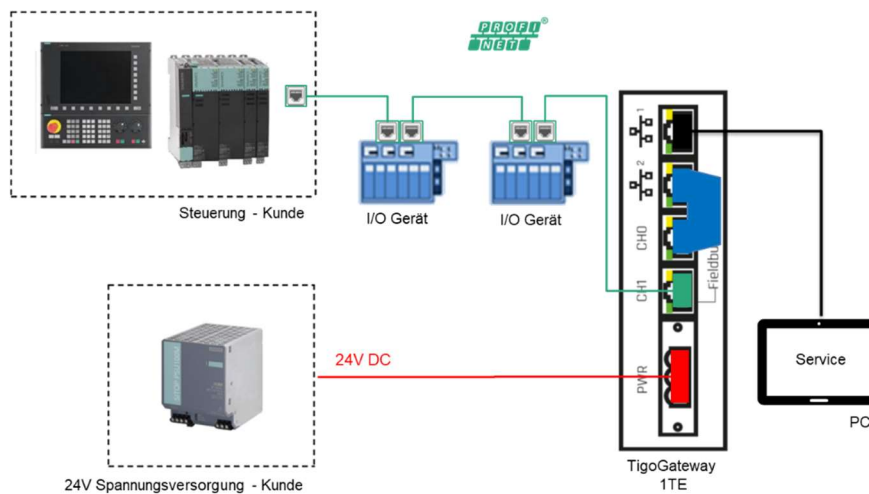 PROFI
NET®
Steuerung - Kunde
I/O Gerät
I/O Gerät
1
2
CH0
CH1
Fieldbu
PWR
24V DC
Service
PC
TigoGateway
1TE
24V Spannungsversorgung - Kunde